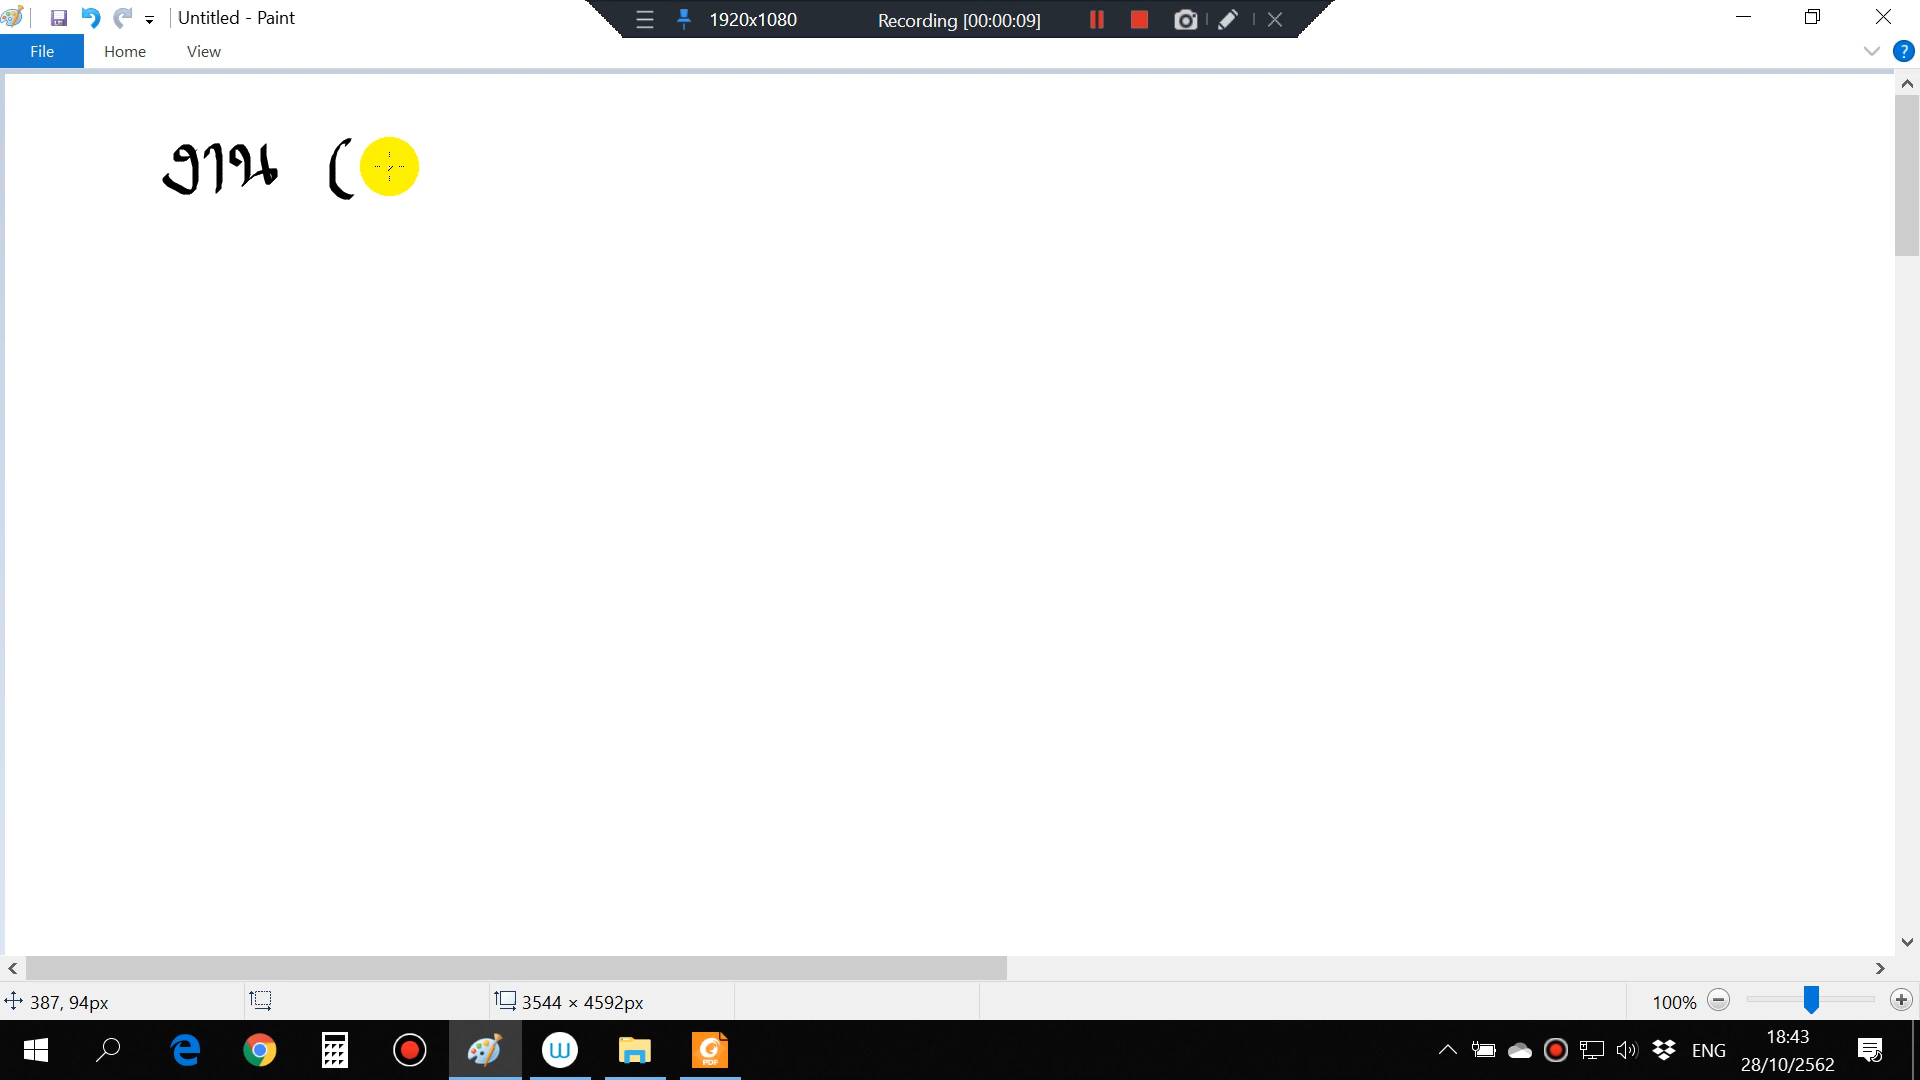 Untitled - Paint
1920x1080 Recording [00:00:09]
File Home View
งาน (
387, 94px 3544 × 4592px 100%
ENG 18:43
28/10/2562